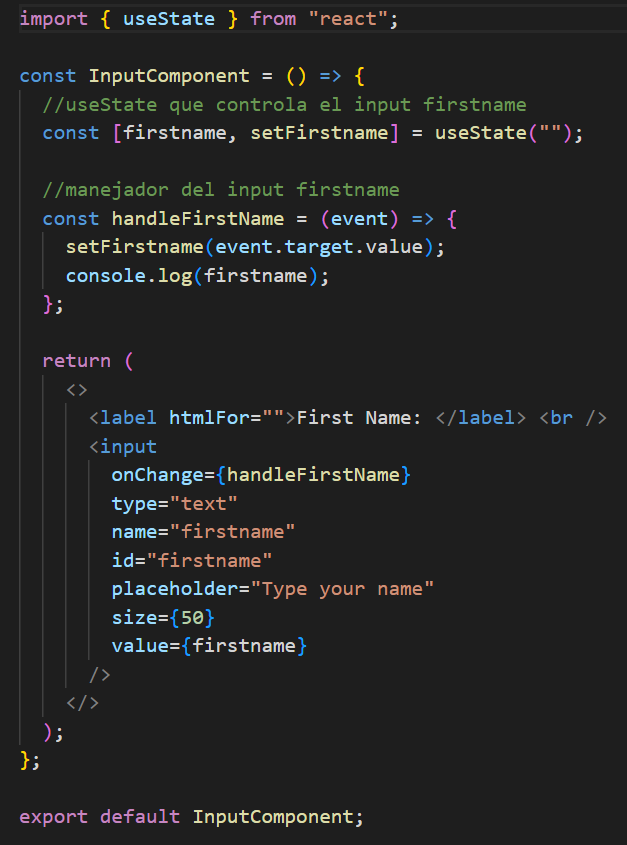 import { useState } from "react";
const InputComponent = () => {
//useState que controla el input firstname
const [firstname, setFirstname] = useState("");
//manejador del input firstname
const handleFirstName = (event) => {
setFirstname(event.target.value);
console.log(firstname);
};
return (
<>
<label htmlFor="">First Name: </label> <br />
<input
onChange={handleFirstName}
type="text"
name="firstname"
id="firstname"
placeholder="Type your name"
size={50}
value={firstname}
/>
</>
);
};
export default InputComponent;